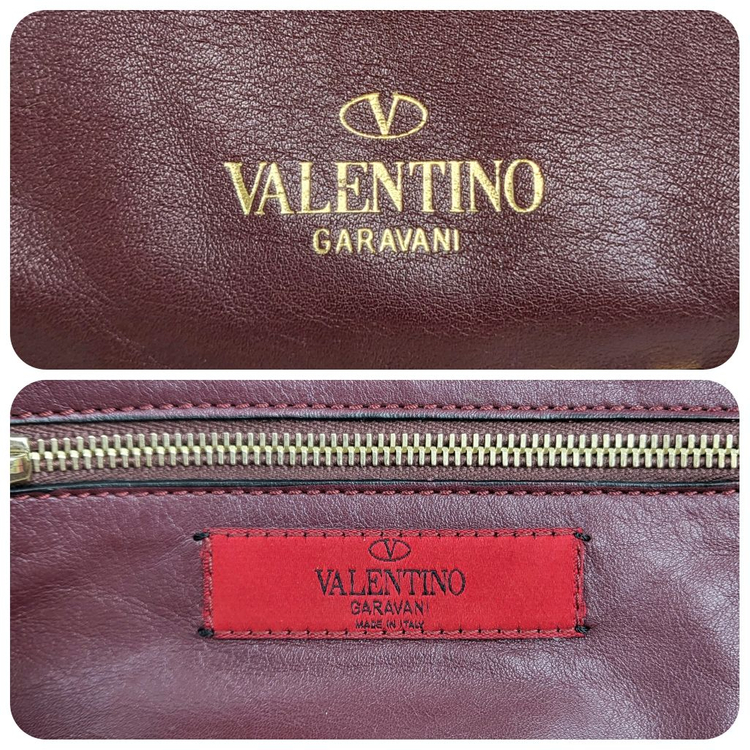 V
VALENTINO
GARAVANI
V
VALENTINO
GARAVANI
MADE IN ITALY